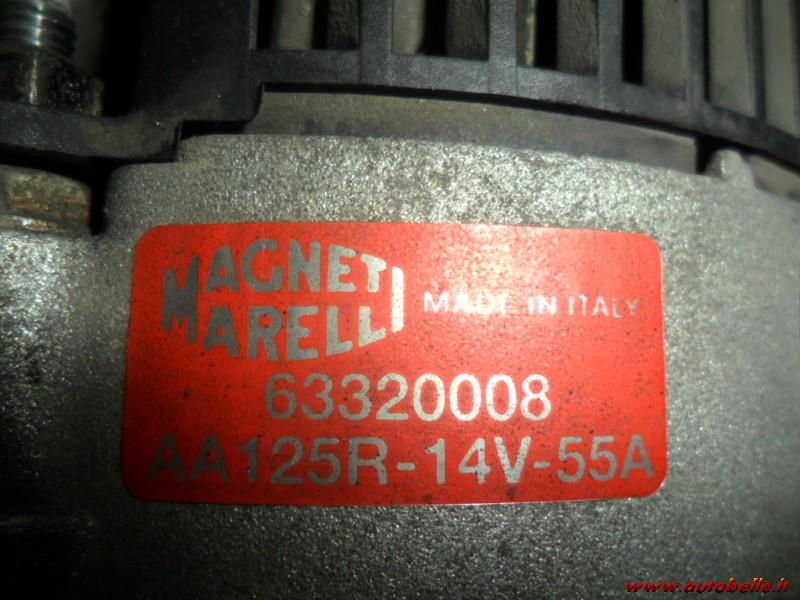 MAGNETI
MARELLI
MADE IN ITALY
63320008
AA125R-14V-55A
www.autobelle.it